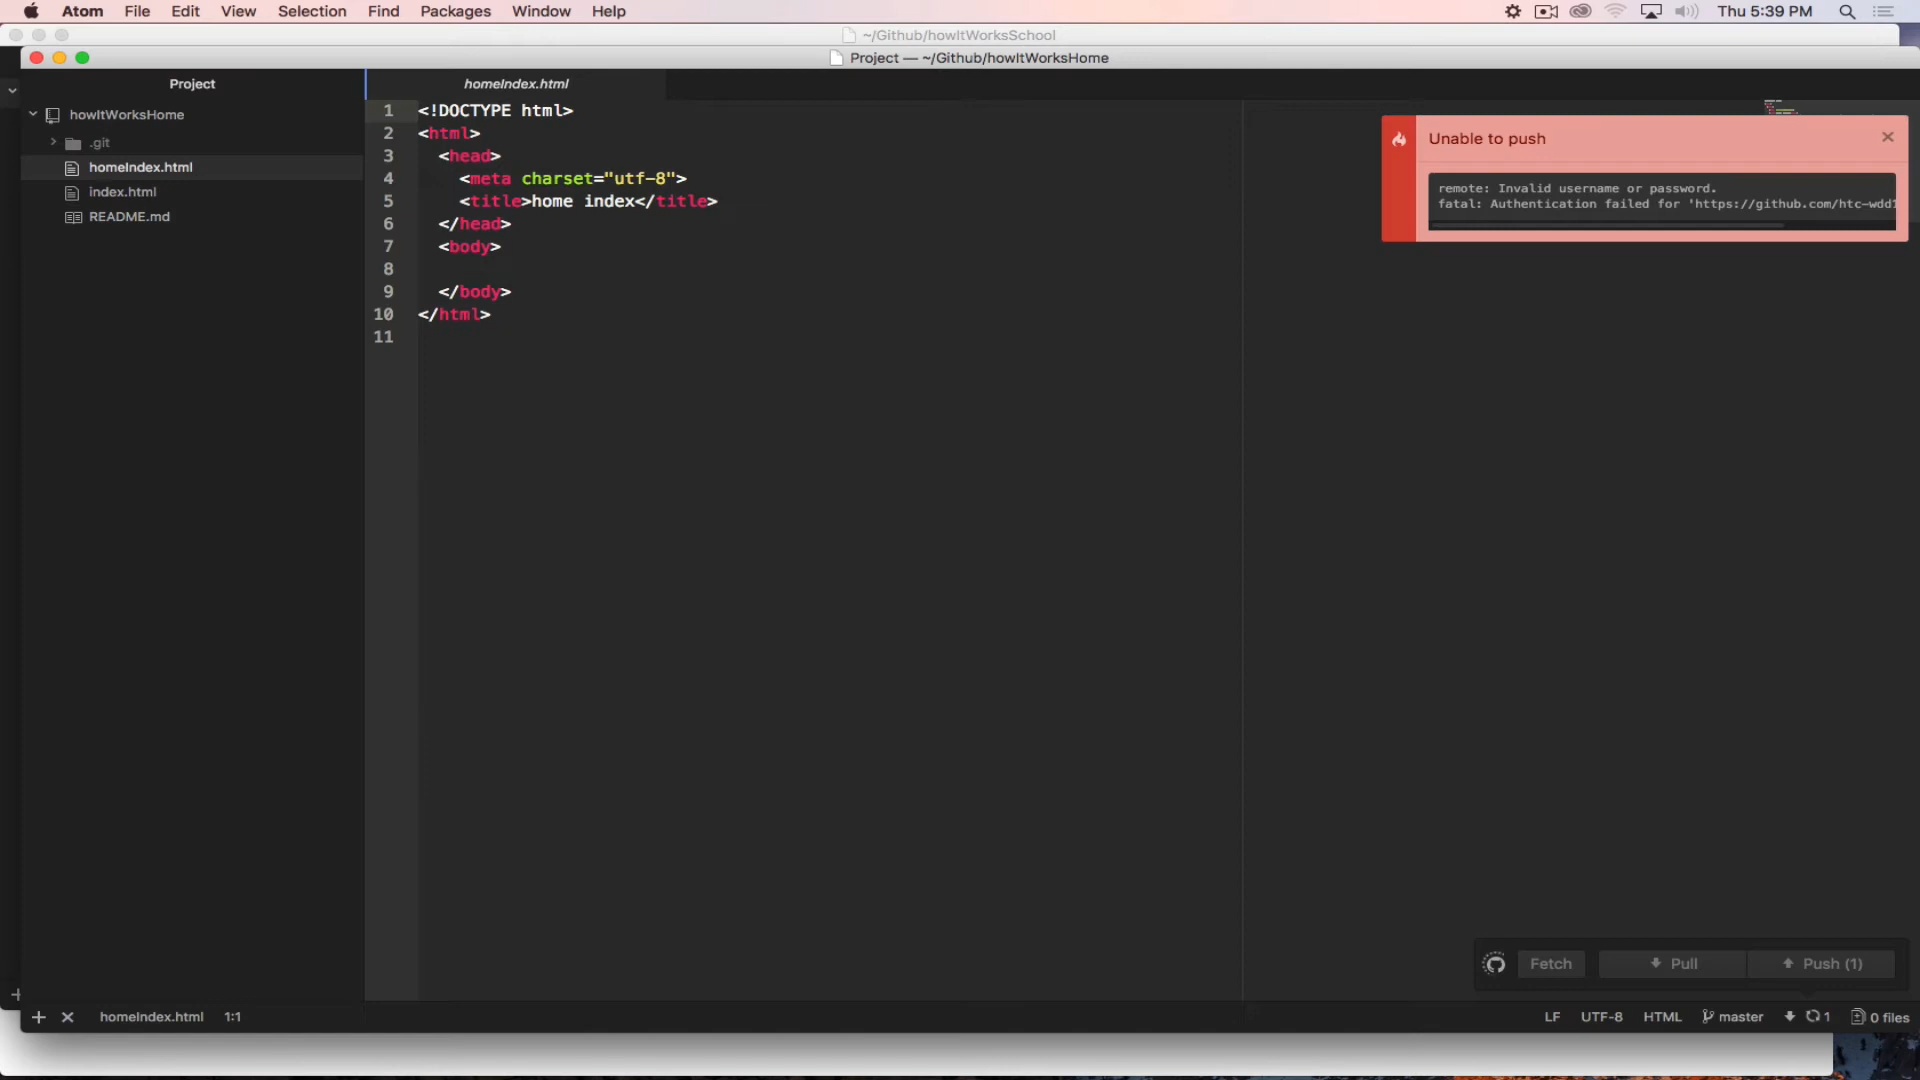 Atom File Edit View Selection Find Packages Window Help Thu 5:39 PM
~/Github/howItWorksSchool
Project — ~/Github/howItWorksHome
Project
homeIndex.html
howItWorksHome
.git
homeIndex.html
index.html
README.md
1 <!DOCTYPE html>
2 <html>
3 <head>
4 <meta charset="utf-8">
5 <title>home index</title>
6 </head>
7 <body>
8
9 </body>
10 </html>
11
Unable to push
remote: Invalid username or password.
fatal: Authentication failed for 'https://github.com/htc-wdd1
Fetch Pull Push (1)
homeIndex.html 1:1 LF UTF-8 HTML master 1 0 files